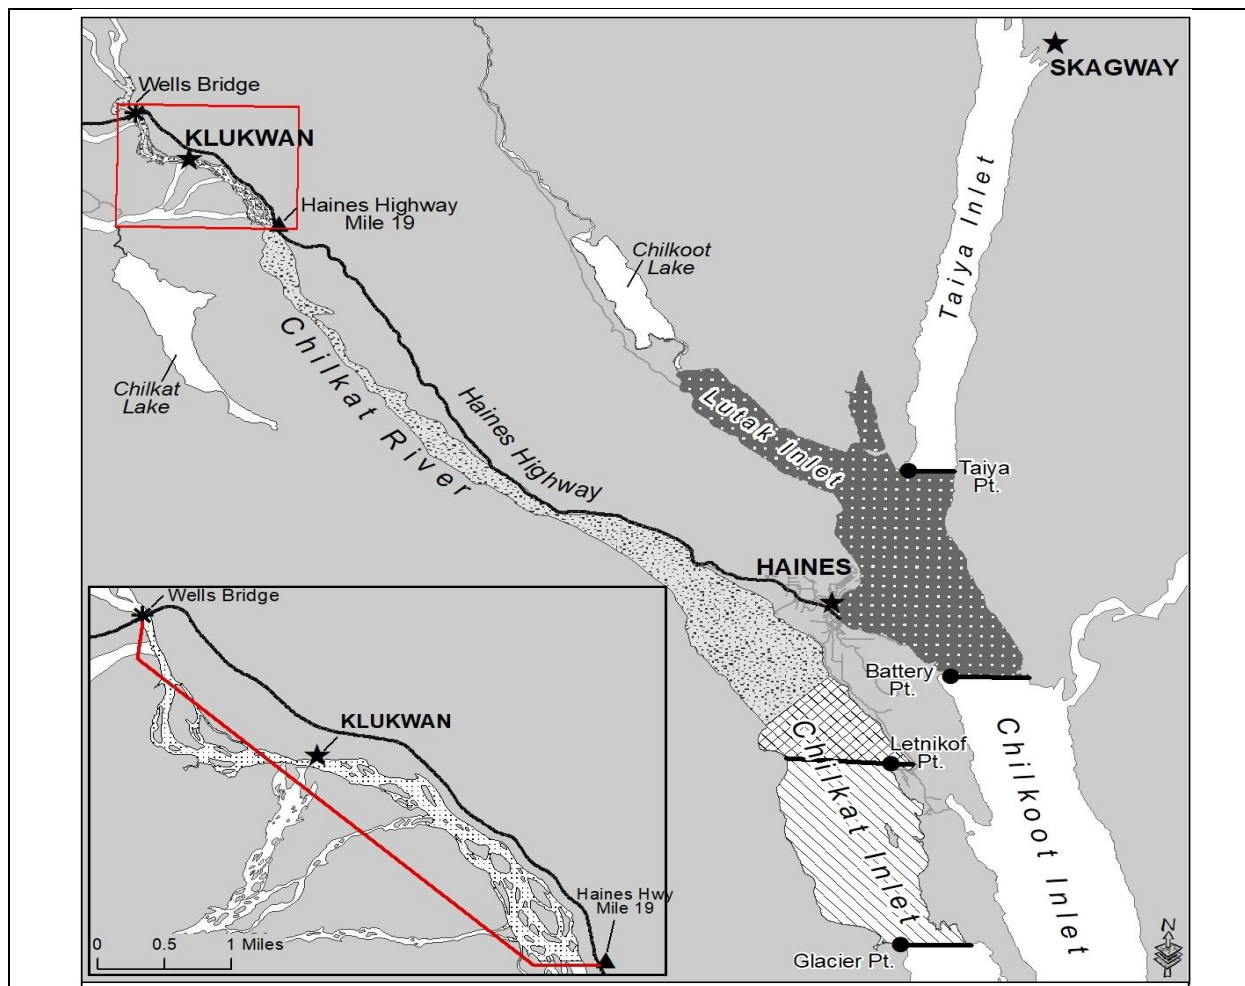 SKAGWAY
Wells Bridge
KLUKWAN
Haines Highway
Mile 19
Taiya Inlet
Chilkoot
Lake
Chilkat River
Chilkat
Lake
Haines Highway
Lutak Inlet
Taiya
Pt.
HAINES
Battery
Pt.
Letnikof
Pt.
Chilkat Inlet
Chilkoot Inlet
Glacier Pt.
N
Wells Bridge
KLUKWAN
Haines Hwy
Mile 19
0 0.5 1 Miles